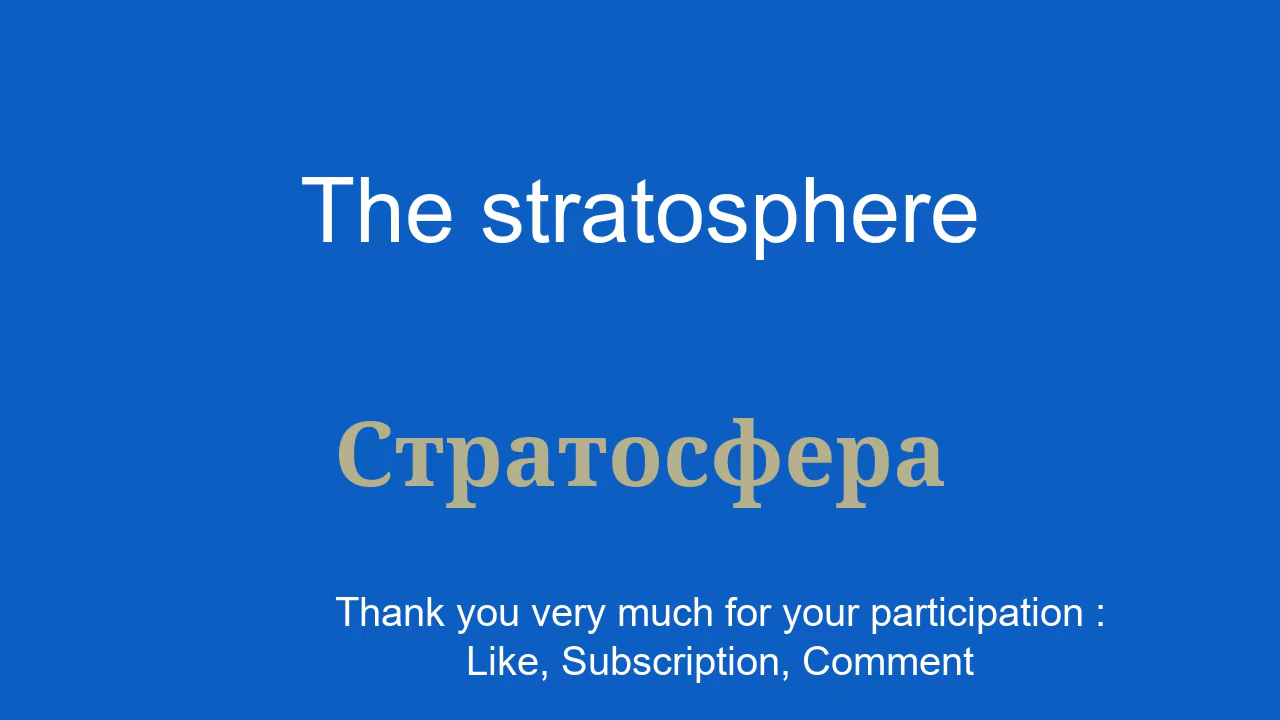 The stratosphere
Стратосфера
Thank you very much for your participation :
Like, Subscription, Comment